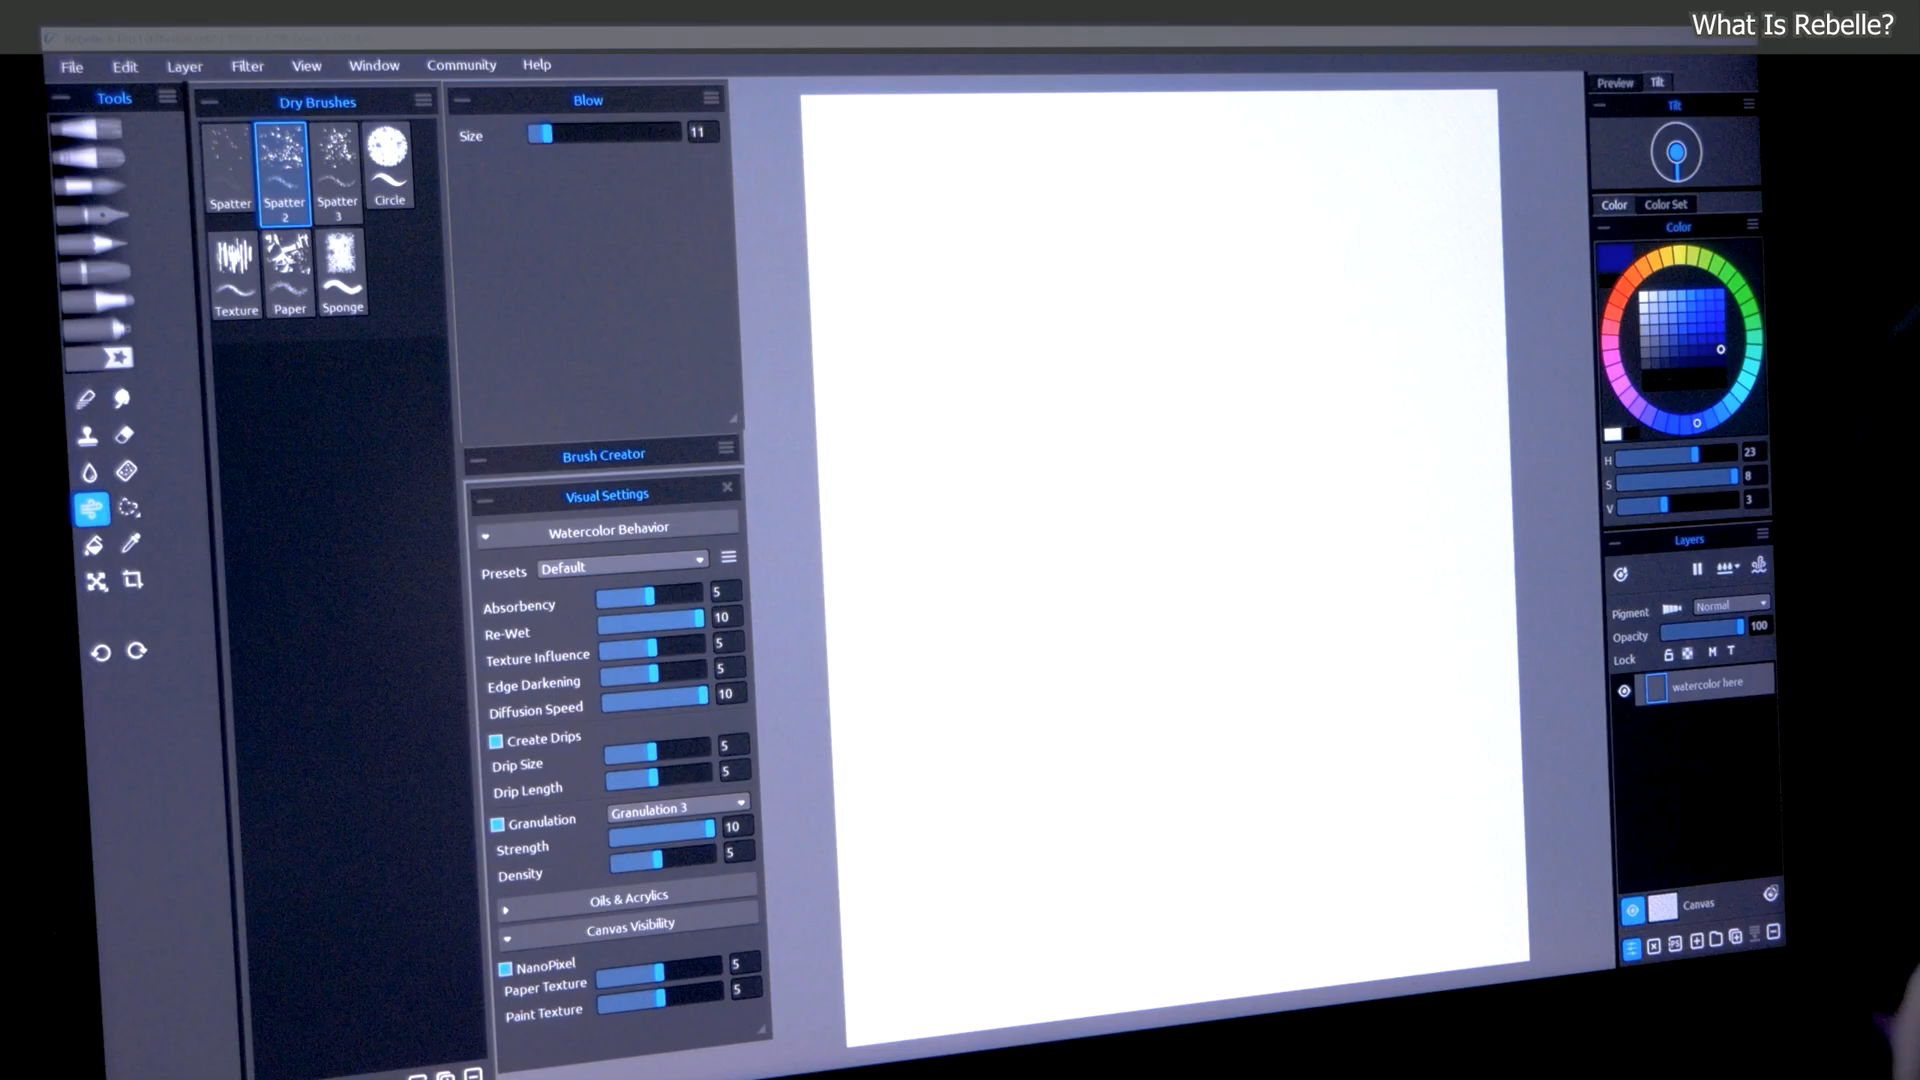 What Is Rebelle?
File Edit Layer Filter View Window Community Help
Tools
Dry Brushes
Spatter
Spatter 2
Spatter 3
Circle
Texture
Paper
Sponge
Blow
Size 11
Brush Creator
Visual Settings
Watercolor Behavior
Presets Default
Absorbency 5
Re-Wet 10
Texture Influence 5
Edge Darkening 5
Diffusion Speed 10
Create Drips
Drip Size 5
Drip Length 5
Granulation Granulation 3
Strength 10
Density 5
Oils & Acrylics
Canvas Visibility
NanoPixel
Paper Texture 5
Paint Texture 5
Preview Tilt
Tilt
Color Color Set
Color
H 23
S 8
V 3
Layers
Pigment Normal
Opacity 100
Lock M T
watercolor here
Canvas